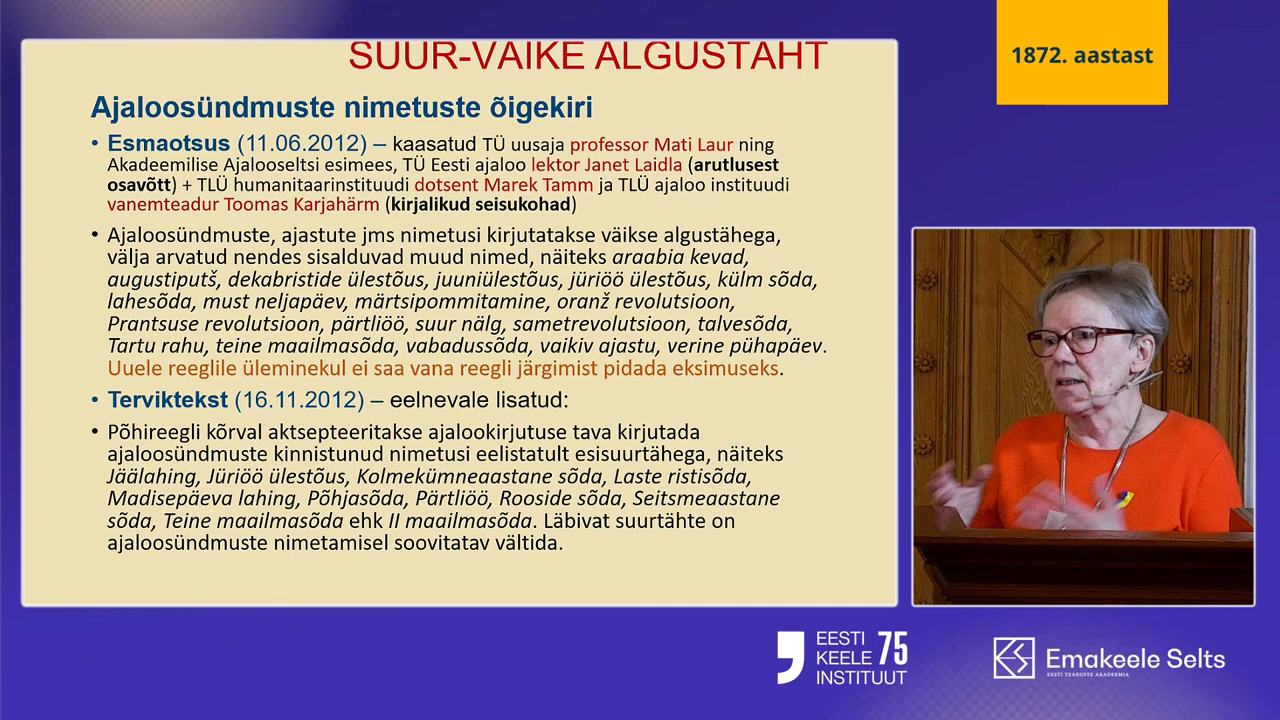 SUUR-VÄIKE ALGUSTÄHT
1872. aastast
Ajaloosündmuste nimetuste õigekiri
• Esmaotsus (11.06.2012) – kaasatud TÜ uusaja professor Mati Laur ning
Akadeemilise Ajalooseltsi esimees, TÜ Eesti ajaloo lektor Janet Laidla (arutlusest
osavõtt) + TLÜ humanitaarinstituudi dotsent Marek Tamm ja TLÜ ajaloo instituudi
vanemteadur Toomas Karjahärm (kirjalikud seisukohad)
• Ajaloosündmuste, ajastute jms nimetusi kirjutatakse väikse algustähega,
välja arvatud nendes sisalduvad muud nimed, näiteks araabia kevad,
augustiputš, dekabristide ülestõus, juuniülestõus, jüriöö ülestõus, külm sõda,
lahesõda, must neljapäev, märtsipommitamine, oranž revolutsioon,
Prantsuse revolutsioon, pärtliöö, suur nälg, sametrevolutsioon, talvesõda,
Tartu rahu, teine maailmasõda, vabadussõda, vaikiv ajastu, verine pühapäev.
Uuele reeglile üleminekul ei saa vana reegli järgimist pidada eksimuseks.
• Terviktekst (16.11.2012) – eelnevale lisatud:
• Põhireegli kõrval aktsepteeritakse ajalookirjutuse tava kirjutada
ajaloosündmuste kinnistunud nimetusi eelistatult esisuurtähega, näiteks
Jäälahing, Jüriöö ülestõus, Kolmekümneaastane sõda, Laste ristisõda,
Madisepäeva lahing, Põhjasõda, Pärtliöö, Rooside sõda, Seitsmeaastane
sõda, Teine maailmasõda ehk II maailmasõda. Läbivat suurtähte on
ajaloosündmuste nimetamisel soovitatav vältida.
EESTI
KEELE 75
INSTITUUT
Emakeele Selts
EESTI TEADUSTE AKADEEMIA